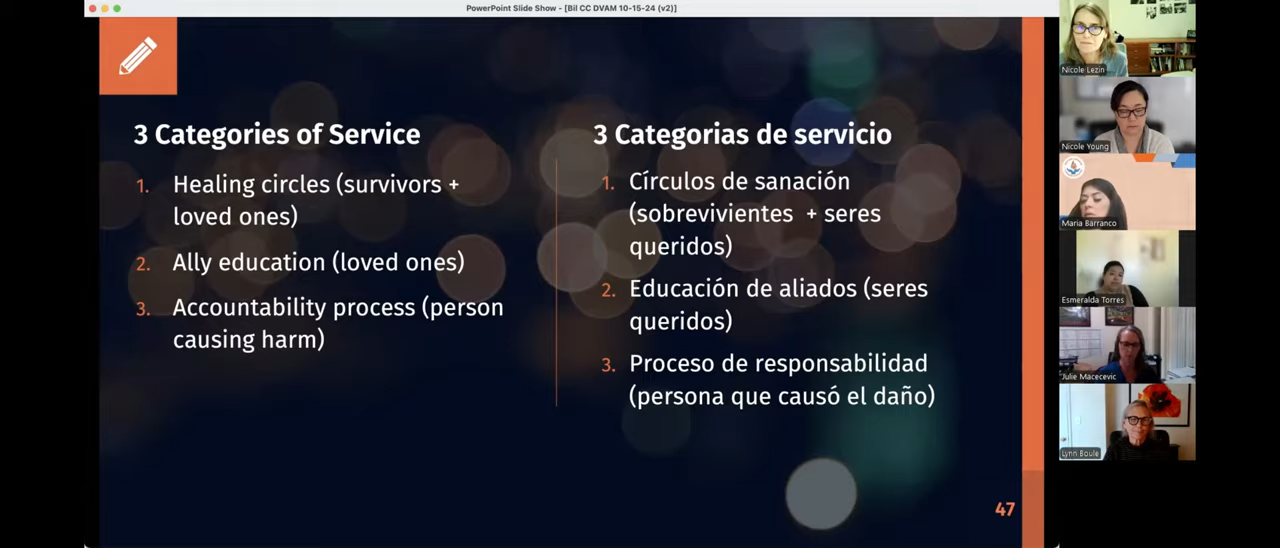 PowerPoint Slide Show - [Bil CC DVAM 10-15-24 (v2)]
3 Categories of Service
1. Healing circles (survivors +
loved ones)
2. Ally education (loved ones)
3. Accountability process (person
causing harm)
3 Categorias de servicio
1. Círculos de sanación
(sobrevivientes + seres
queridos)
2. Educación de aliados (seres
queridos)
3. Proceso de responsabilidad
(persona que causó el daño)
47
Nicole Lezin
Nicole Young
Maria Barranco
Esmeralda Torres
Julie Macecevic
Lynn Boule